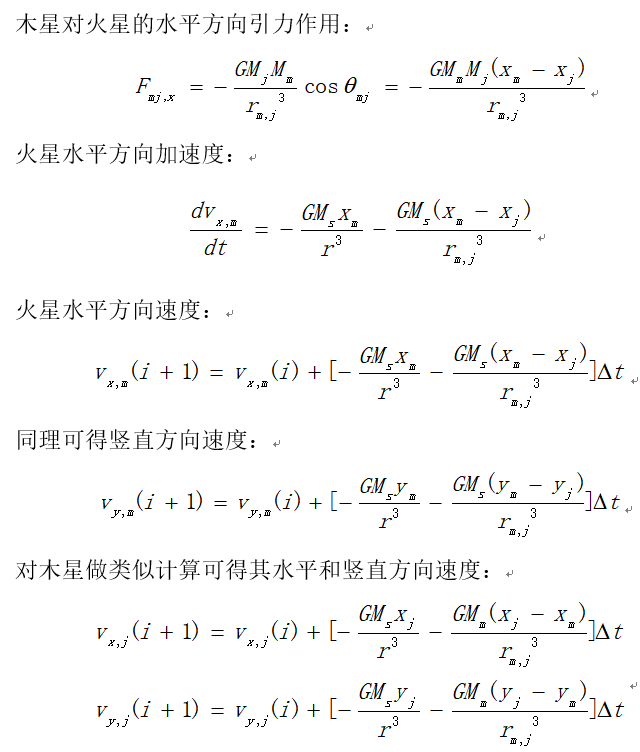 木星对火星的水平方向引力作用：
F_{mj,x} = -\frac{GM_jM_m}{r_{m,j}^3}\cos\theta_{mj} = -\frac{GM_mM_j(x_m - x_j)}{r_{m,j}^3}
火星水平方向加速度：
\frac{dv_{x,m}}{dt} = -\frac{GM_sx_m}{r^3} - \frac{GM_s(x_m - x_j)}{r_{m,j}^3}
火星水平方向速度：
v_{x,m}(i + 1) = v_{x,m}(i) + [-\frac{GM_sx_m}{r^3} - \frac{GM_s(x_m - x_j)}{r_{m,j}^3}]\Delta t
同理可得竖直方向速度：
v_{y,m}(i + 1) = v_{y,m}(i) + [-\frac{GM_sy_m}{r^3} - \frac{GM_s(y_m - y_j)}{r_{m,j}^3}]\Delta t
对木星做类似计算可得其水平和竖直方向速度：
v_{x,j}(i + 1) = v_{x,j}(i) + [-\frac{GM_sx_j}{r^3} - \frac{GM_m(x_j - x_m)}{r_{m,j}^3}]\Delta t
v_{y,j}(i + 1) = v_{y,j}(i) + [-\frac{GM_sy_j}{r^3} - \frac{GM_m(y_j - y_m)}{r_{m,j}^3}]\Delta t